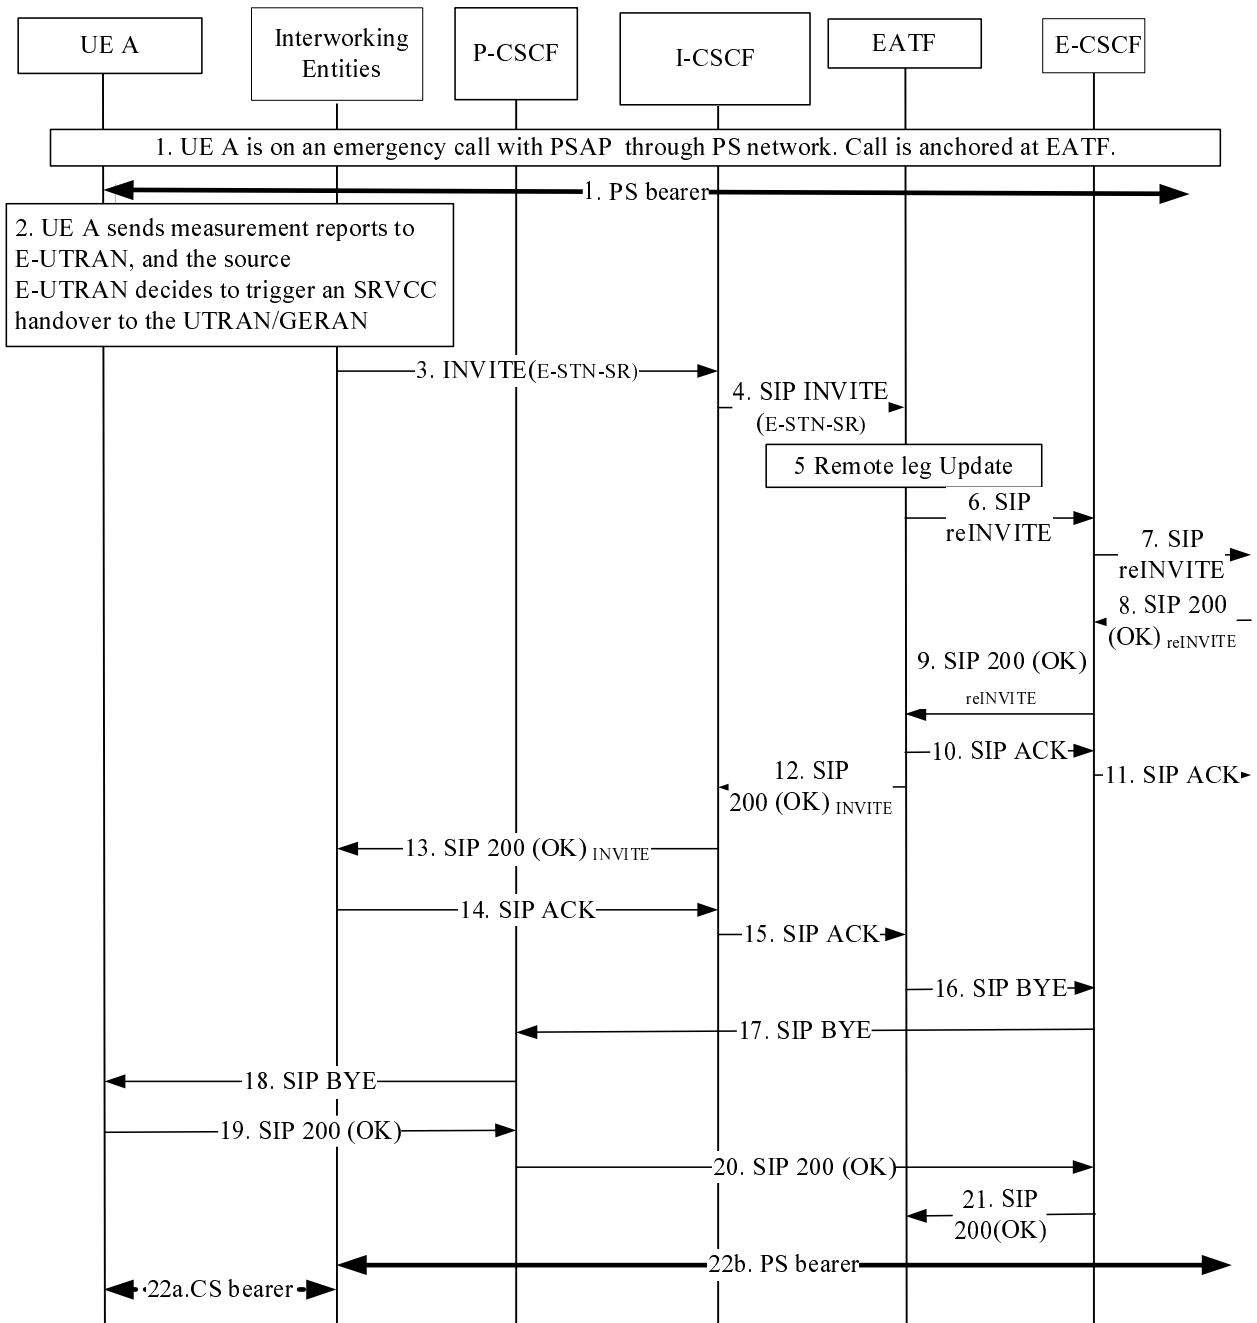 UE A
Interworking
Entities
P-CSCF
I-CSCF
EATF
E-CSCF
1. UE A is on an emergency call with PSAP through PS network. Call is anchored at EATF.
1. PS bearer
2. UE A sends measurement reports to
E-UTRAN, and the source
E-UTRAN decides to trigger an SRVCC
handover to the UTRAN/GERAN
3. INVITE(E-STN-SR)
4. SIP INVITE
(E-STN-SR)
5 Remote leg Update
6. SIP
reINVITE
7. SIP
reINVITE
8. SIP 200
(OK) reINVITE
9. SIP 200 (OK)
reINVITE
10. SIP ACK
11. SIP ACK
12. SIP
200 (OK) INVITE
13. SIP 200 (OK) INVITE
14. SIP ACK
15. SIP ACK
16. SIP BYE
17. SIP BYE
18. SIP BYE
19. SIP 200 (OK)
20. SIP 200 (OK)
21. SIP
200(OK)
22b. PS bearer
22a.CS bearer